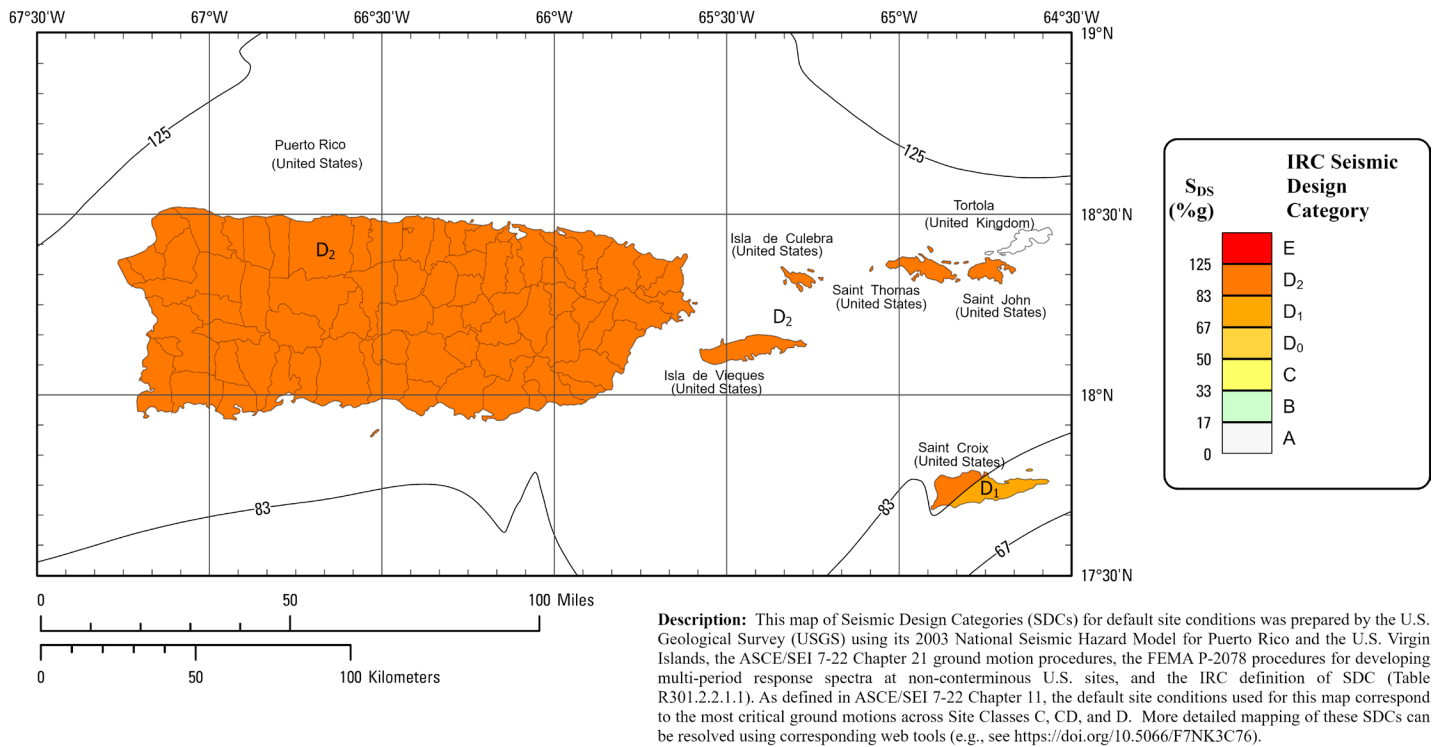 67°30'W 67°W 66°30'W 66°W 65°30'W 65°W 64°30'W
19°N
125
Puerto Rico
(United States)
125
18°30'N
Tortola
(United Kingdom)
D₂
Isla de Culebra
(United States)
Saint Thomas
(United States)
Saint John
(United States)
D₂
Isla de Vieques
(United States)
18°N
Saint Croix
(United States)
D₁
83
83
67
17°30'N
IRC Seismic
Design
Category
S_DS
(%g)
E
125
D₂
83
D₁
67
D₀
50
C
33
B
17
A
0
0 50 100 Miles
0 50 100 Kilometers
Description: This map of Seismic Design Categories (SDCs) for default site conditions was prepared by the U.S.
Geological Survey (USGS) using its 2003 National Seismic Hazard Model for Puerto Rico and the U.S. Virgin
Islands, the ASCE/SEI 7-22 Chapter 21 ground motion procedures, the FEMA P-2078 procedures for developing
multi-period response spectra at non-conterminous U.S. sites, and the IRC definition of SDC (Table
R301.2.2.1.1). As defined in ASCE/SEI 7-22 Chapter 11, the default site conditions used for this map correspond
to the most critical ground motions across Site Classes C, CD, and D. More detailed mapping of these SDCs can
be resolved using corresponding web tools (e.g., see https://doi.org/10.5066/F7NK3C76).